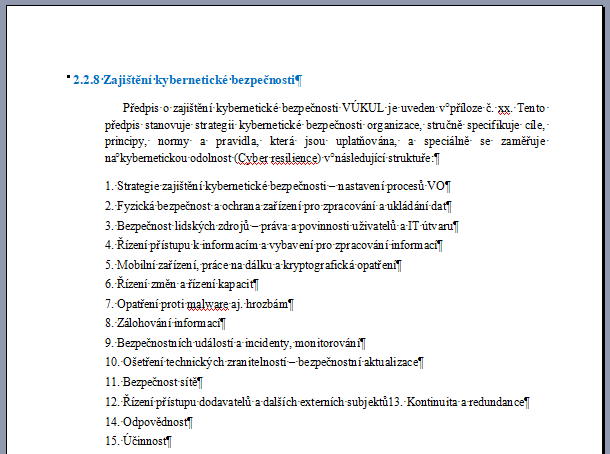 2.2.8 Zajištění kybernetické bezpečnosti¶
Předpis o zajištění kybernetické bezpečnosti VÚKUL je uveden v°příloze č. xx. Tento
předpis stanovuje strategii kybernetické bezpečnosti organizace, stručně specifikuje cíle,
principy, normy a pravidla, která jsou uplatňována, a speciálně se zaměřuje
na°kybernetickou odolnost (Cyber resilience) v°následující struktuře:¶
1. Strategie zajištění kybernetické bezpečnosti – nastavení procesů VO¶
2. Fyzická bezpečnost a ochrana zařízení pro zpracování a ukládání dat¶
3. Bezpečnost lidských zdrojů – práva a povinnosti uživatelů a IT útvaru¶
4. Řízení přístupu k informacím a vybavení pro zpracování informací¶
5. Mobilní zařízení, práce na dálku a kryptografická opatření¶
6. Řízení změn a řízení kapacit¶
7. Opatření proti malware aj. hrozbám¶
8. Zálohování informací¶
9. Bezpečnostních událostí a incidenty, monitorování¶
10. Ošetření technických zranitelností – bezpečnostní aktualizace¶
11. Bezpečnost sítě¶
12. Řízení přístupu dodavatelů a dalších externích subjektů13. Kontinuita a redundance¶
14. Odpovědnost¶
15. Účinnost¶